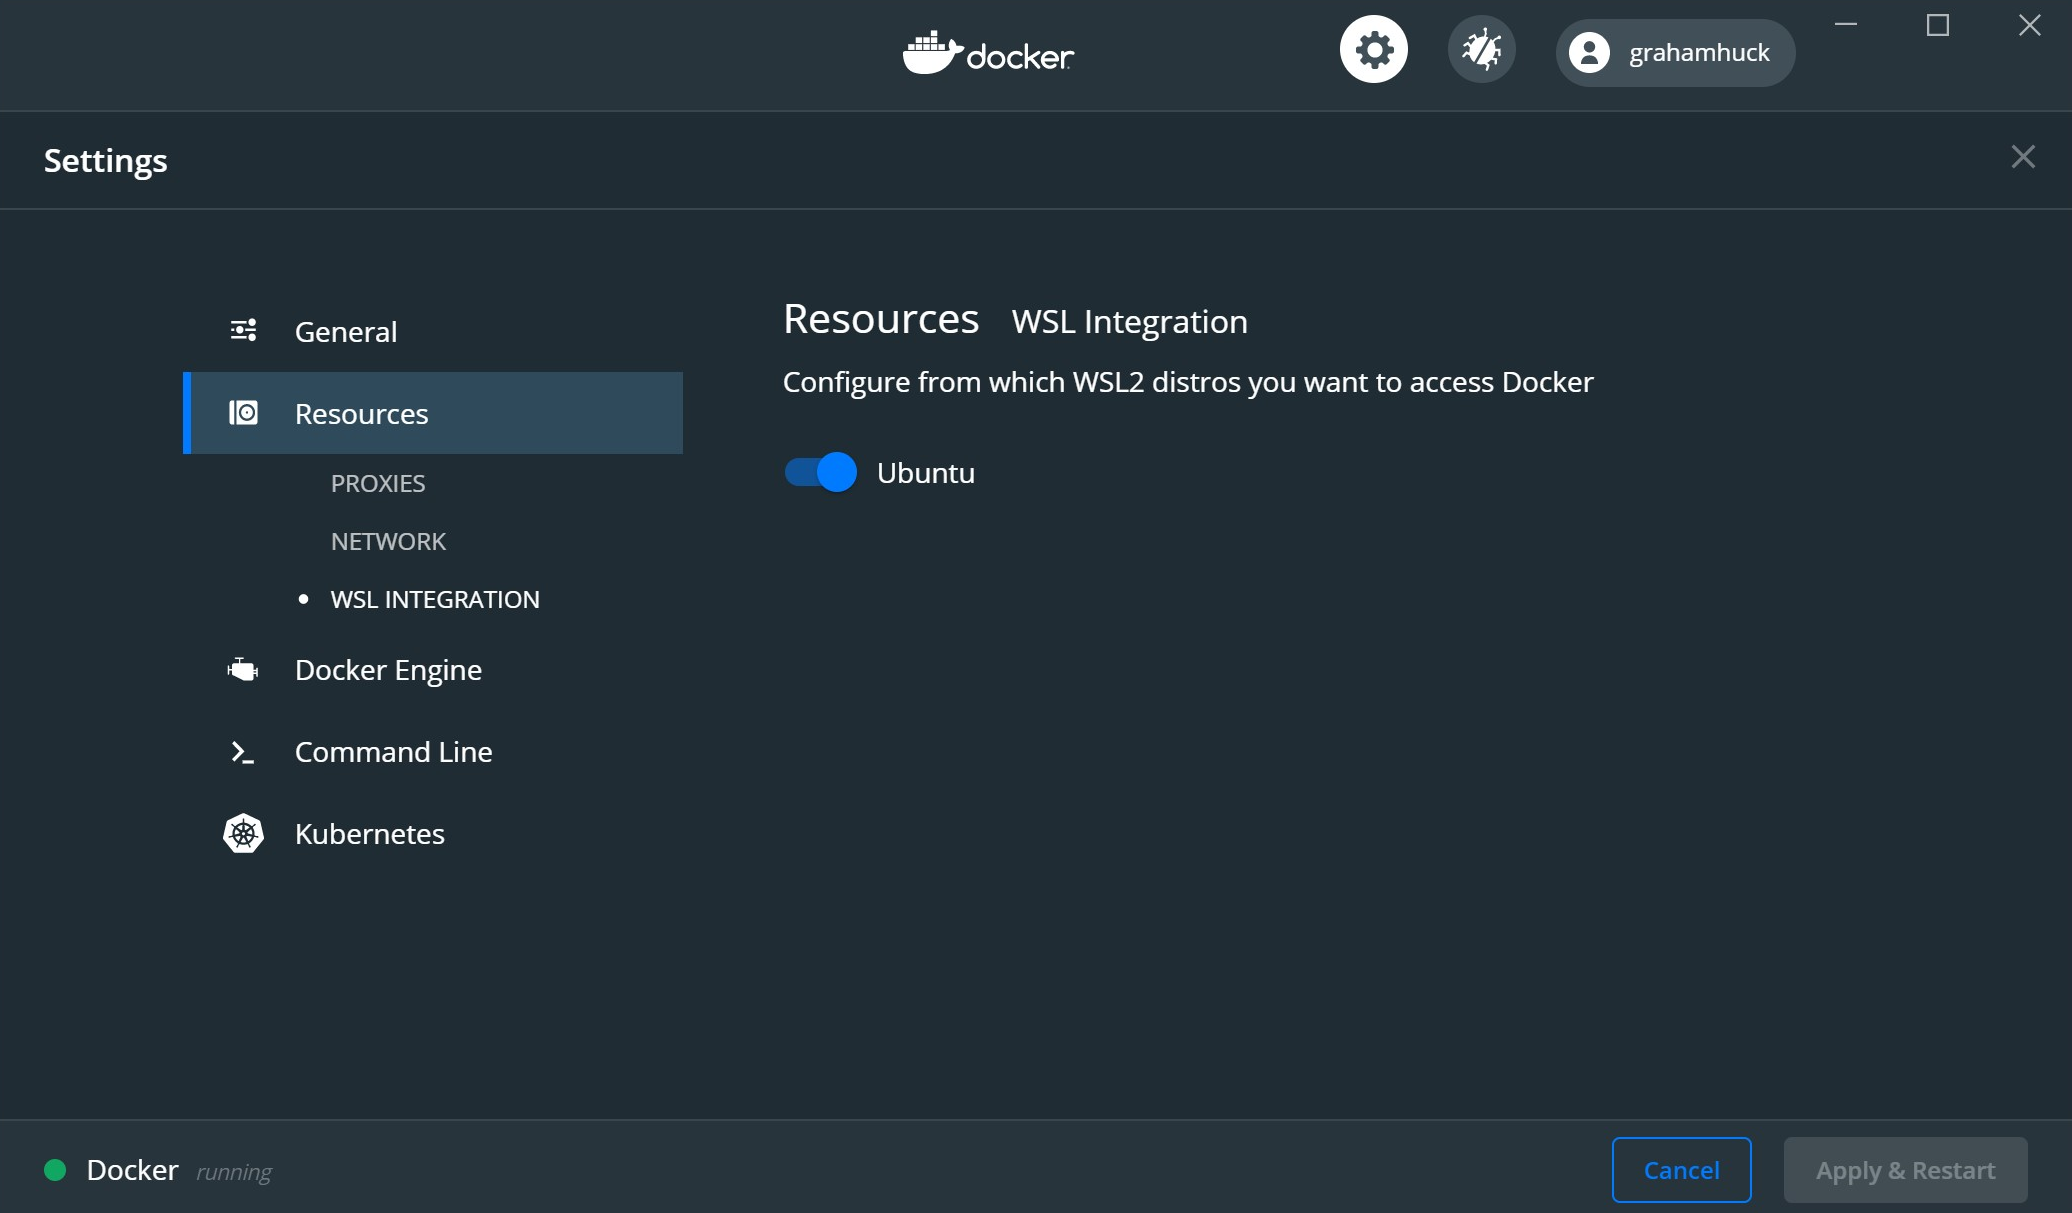 docker
grahamhuck
Settings
General
Resources
PROXIES
NETWORK
WSL INTEGRATION
Docker Engine
Command Line
Kubernetes
Resources WSL Integration
Configure from which WSL2 distros you want to access Docker
Ubuntu
Docker running
Cancel
Apply & Restart